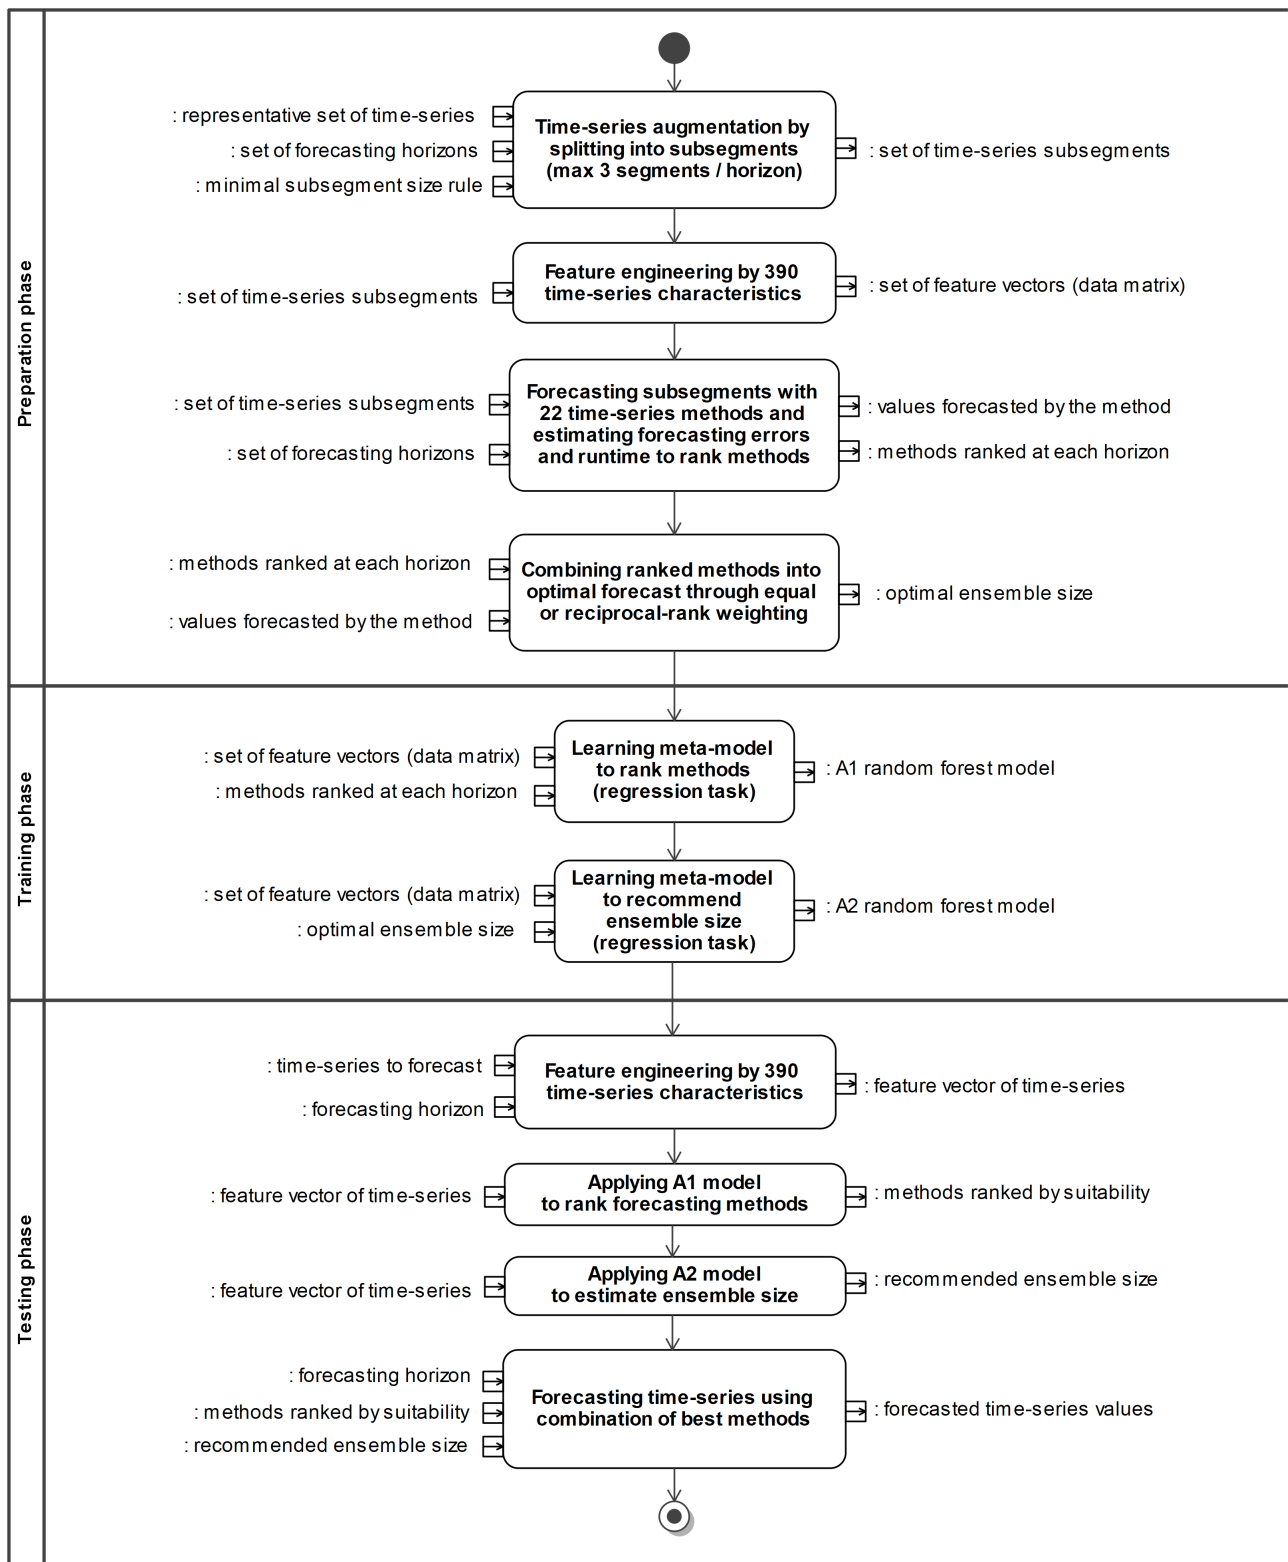 Preparation phase
: representative set of time-series
: set of forecasting horizons
: minimal subsegment size rule
Time-series augmentation by
splitting into subsegments
(max 3 segments / horizon)
: set of time-series subsegments
: set of time-series subsegments
Feature engineering by 390
time-series characteristics
: set of feature vectors (data matrix)
: set of time-series subsegments
: set of forecasting horizons
Forecasting subsegments with
22 time-series methods and
estimating forecasting errors
and runtime to rank methods
: values forecasted by the method
: methods ranked at each horizon
: methods ranked at each horizon
: values forecasted by the method
Combining ranked methods into
optimal forecast through equal
or reciprocal-rank weighting
: optimal ensemble size
Training phase
: set of feature vectors (data matrix)
: methods ranked at each horizon
Learning meta-model
to rank methods
(regression task)
: A1 random forest model
: set of feature vectors (data matrix)
: optimal ensemble size
Learning meta-model
to recommend
ensemble size
(regression task)
: A2 random forest model
Testing phase
: time-series to forecast
: forecasting horizon
Feature engineering by 390
time-series characteristics
: feature vector of time-series
: feature vector of time-series
Applying A1 model
to rank forecasting methods
: methods ranked by suitability
: feature vector of time-series
Applying A2 model
to estimate ensemble size
: recommended ensemble size
: forecasting horizon
: methods ranked by suitability
: recommended ensemble size
Forecasting time-series using
combination of best methods
: forecasted time-series values